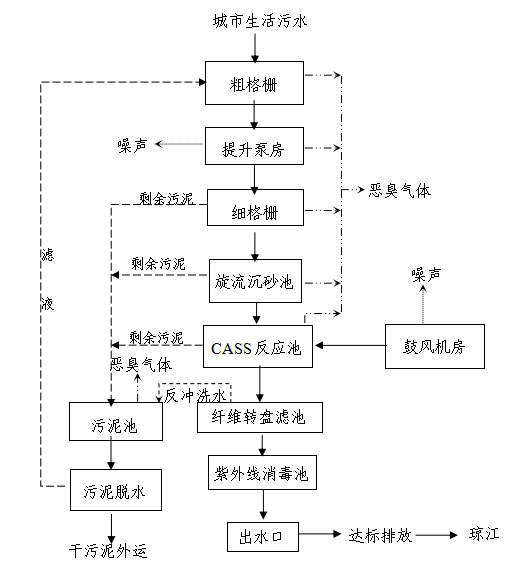 城市生活污水
粗格栅
噪声
提升泵房
恶臭气体
剩余污泥
细格栅
滤
液
剩余污泥
旋流沉砂池
噪声
剩余污泥
CASS反应池
鼓风机房
恶臭气体
反冲洗水
污泥池
纤维转盘滤池
污泥脱水
紫外线消毒池
出水口
达标排放
琼江
干污泥外运